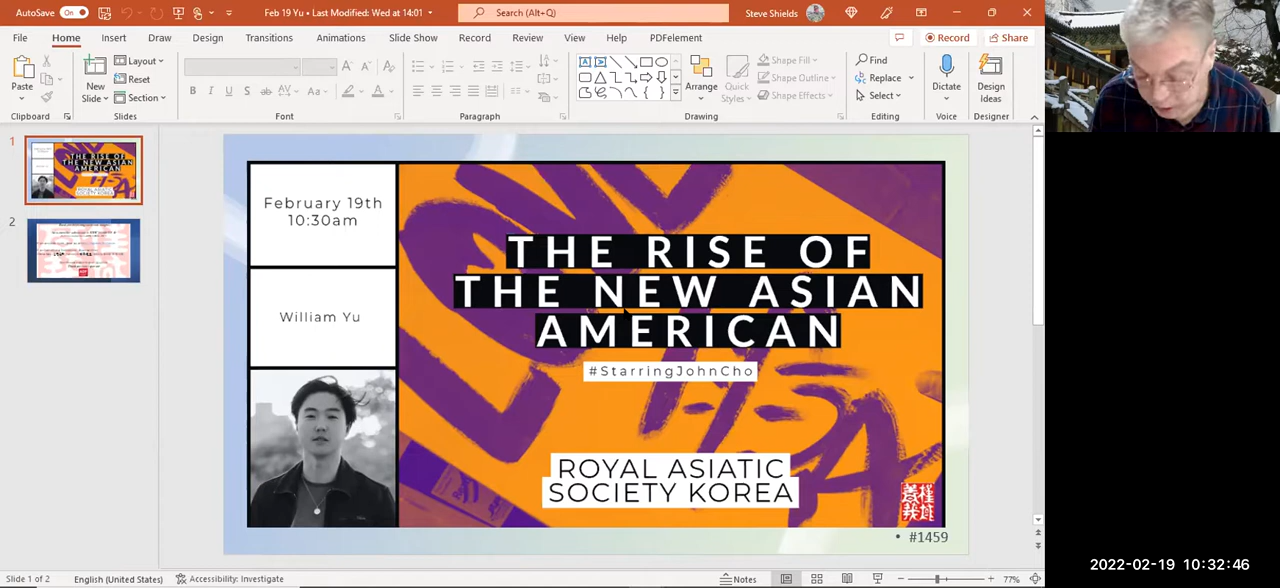 AutoSave On
Feb 19 Yu • Last Modified: Wed at 14:01
Search (Alt+Q)
Steve Shields
File Home Insert Draw Design Transitions Animations Slide Show Record Review View Help PDFelement
Record Share
Paste
Clipboard
New
Slide
Layout
Reset
Section
Slides
B I U S ab AV Aa A
Font
Paragraph
Arrange
Quick
Styles
Shape Fill
Shape Outline
Shape Effects
Drawing
Find
Replace
Select
Editing
Dictate
Voice
Design
Ideas
Designer
1
2
February 19th
10:30am
William Yu
THE RISE OF
THE NEW ASIAN
AMERICAN
#StarringJohnCho
ROYAL ASIATIC
SOCIETY KOREA
• #1459
Slide 1 of 2
English (United States)
Accessibility: Investigate
Notes
77%
2022-02-19 10:32:46